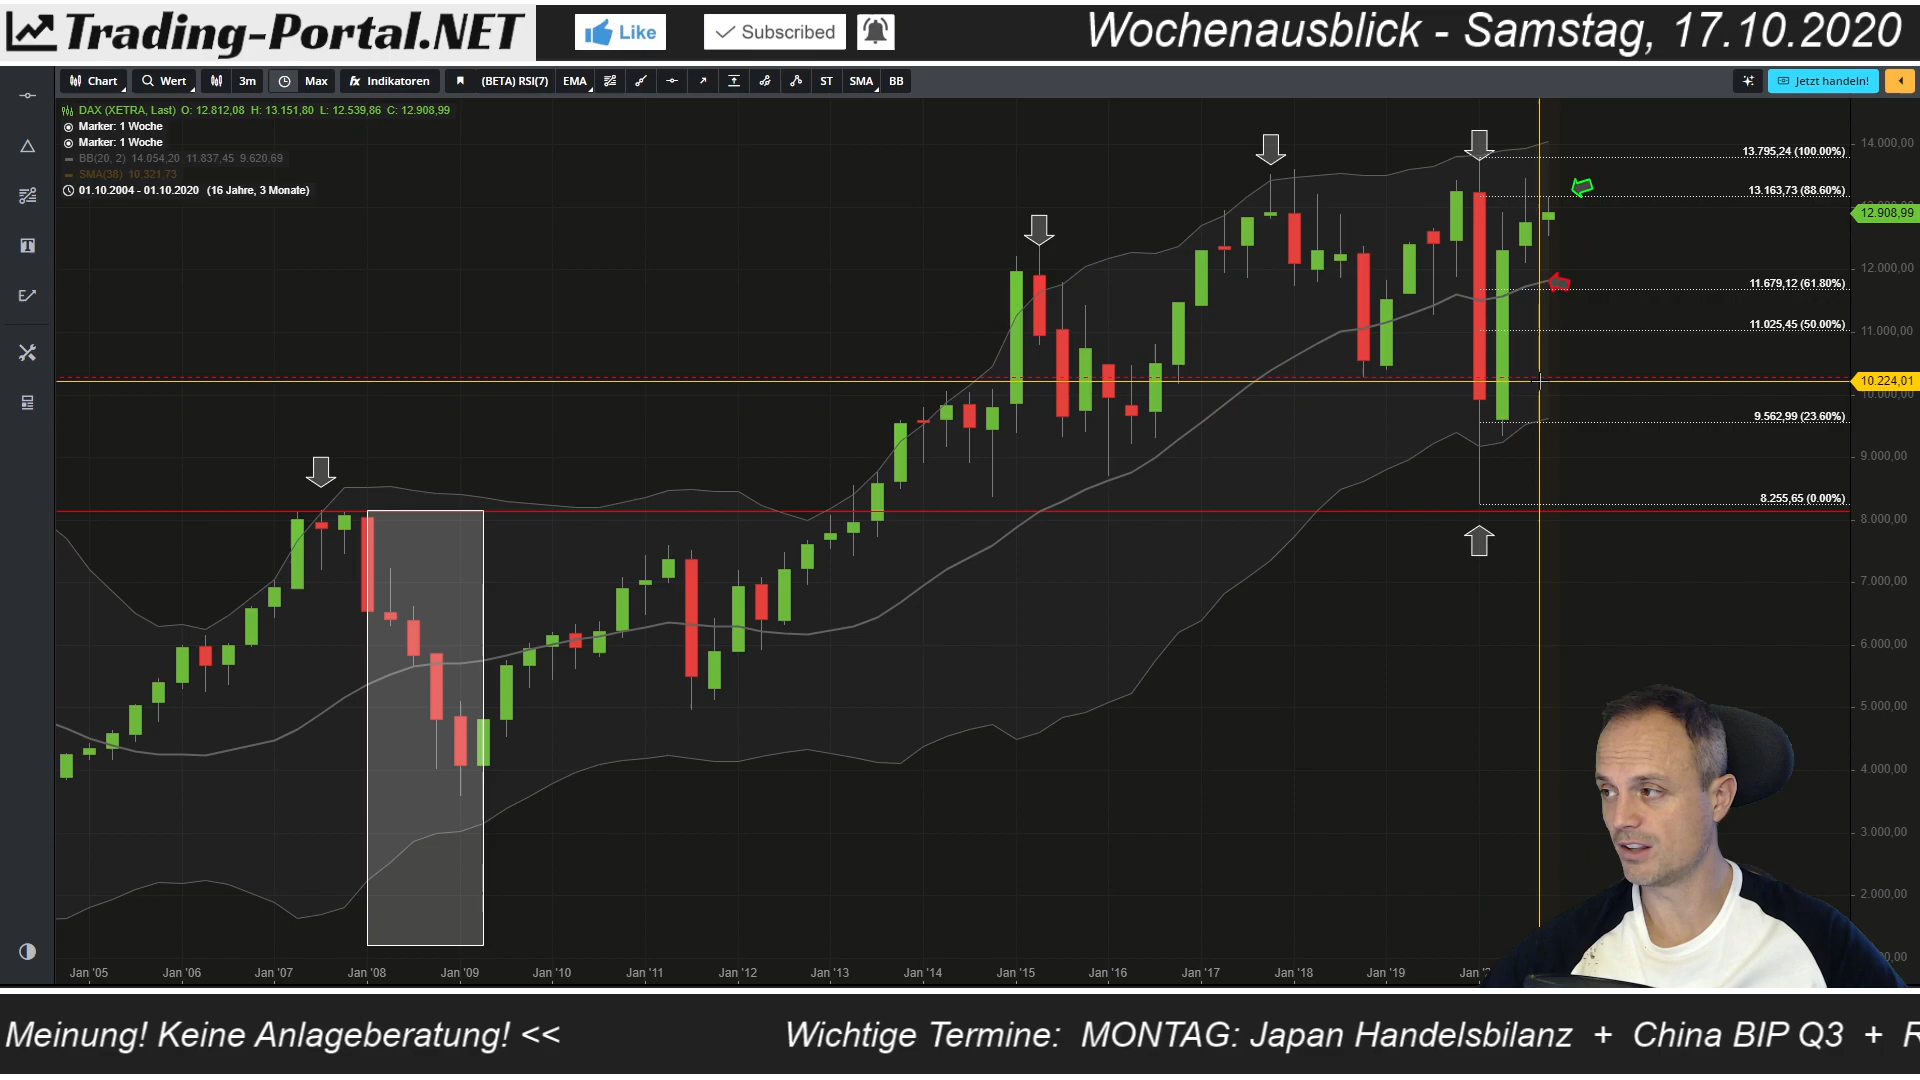 Trading-Portal.NET
Like
Subscribed
Wochenausblick - Samstag, 17.10.2020
Chart
Wert
3m
Max
fx Indikatoren
(BETA) RSI(7)
EMA
ST
SMA
BB
Jetzt handeln!
DAX (XETRA, Last) O: 12.812,08 H: 13.151,80 L: 12.539,86 C: 12.908,99
Marker: 1 Woche
Marker: 1 Woche
BB(20, 2) 14.054,20 11.837,45 9.620,69
SMA(38) 10.321,73
01.10.2004 - 01.10.2020 (16 Jahre, 3 Monate)
13.795,24 (100.00%)
13.163,73 (88.60%)
11.679,12 (61.80%)
11.025,45 (50.00%)
9.562,99 (23.60%)
8.255,65 (0.00%)
14.000,00
12.908,99
12.000,00
11.000,00
10.224,01
10.000,00
9.000,00
8.000,00
7.000,00
6.000,00
5.000,00
4.000,00
3.000,00
2.000,00
Jan '05
Jan '06
Jan '07
Jan '08
Jan '09
Jan '10
Jan '11
Jan '12
Jan '13
Jan '14
Jan '15
Jan '16
Jan '17
Jan '18
Jan '19
Meinung! Keine Anlageberatung! <<
Wichtige Termine: MONTAG: Japan Handelsbilanz + China BIP Q3 +